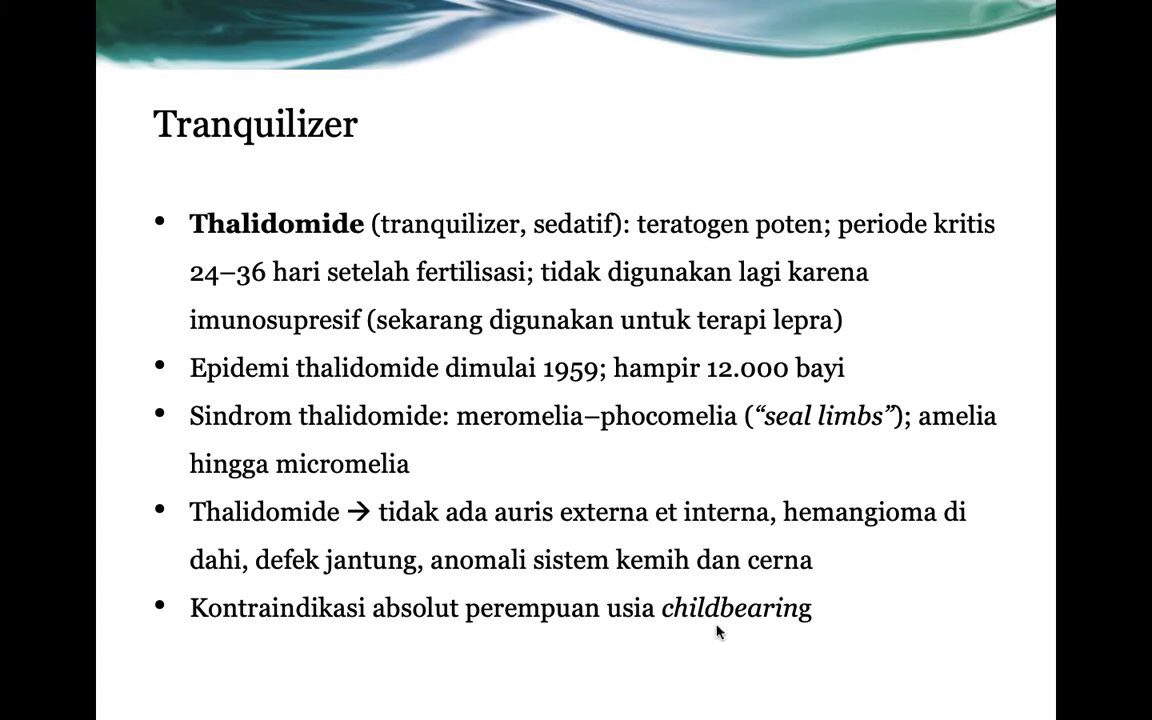 Tranquilizer
• Thalidomide (tranquilizer, sedatif): teratogen poten; periode kritis
24–36 hari setelah fertilisasi; tidak digunakan lagi karena
imunosupresif (sekarang digunakan untuk terapi lepra)
• Epidemi thalidomide dimulai 1959; hampir 12.000 bayi
• Sindrom thalidomide: meromelia–phocomelia (“seal limbs”); amelia
hingga micromelia
• Thalidomide → tidak ada auris externa et interna, hemangioma di
dahi, defek jantung, anomali sistem kemih dan cerna
• Kontraindikasi absolut perempuan usia childbearing